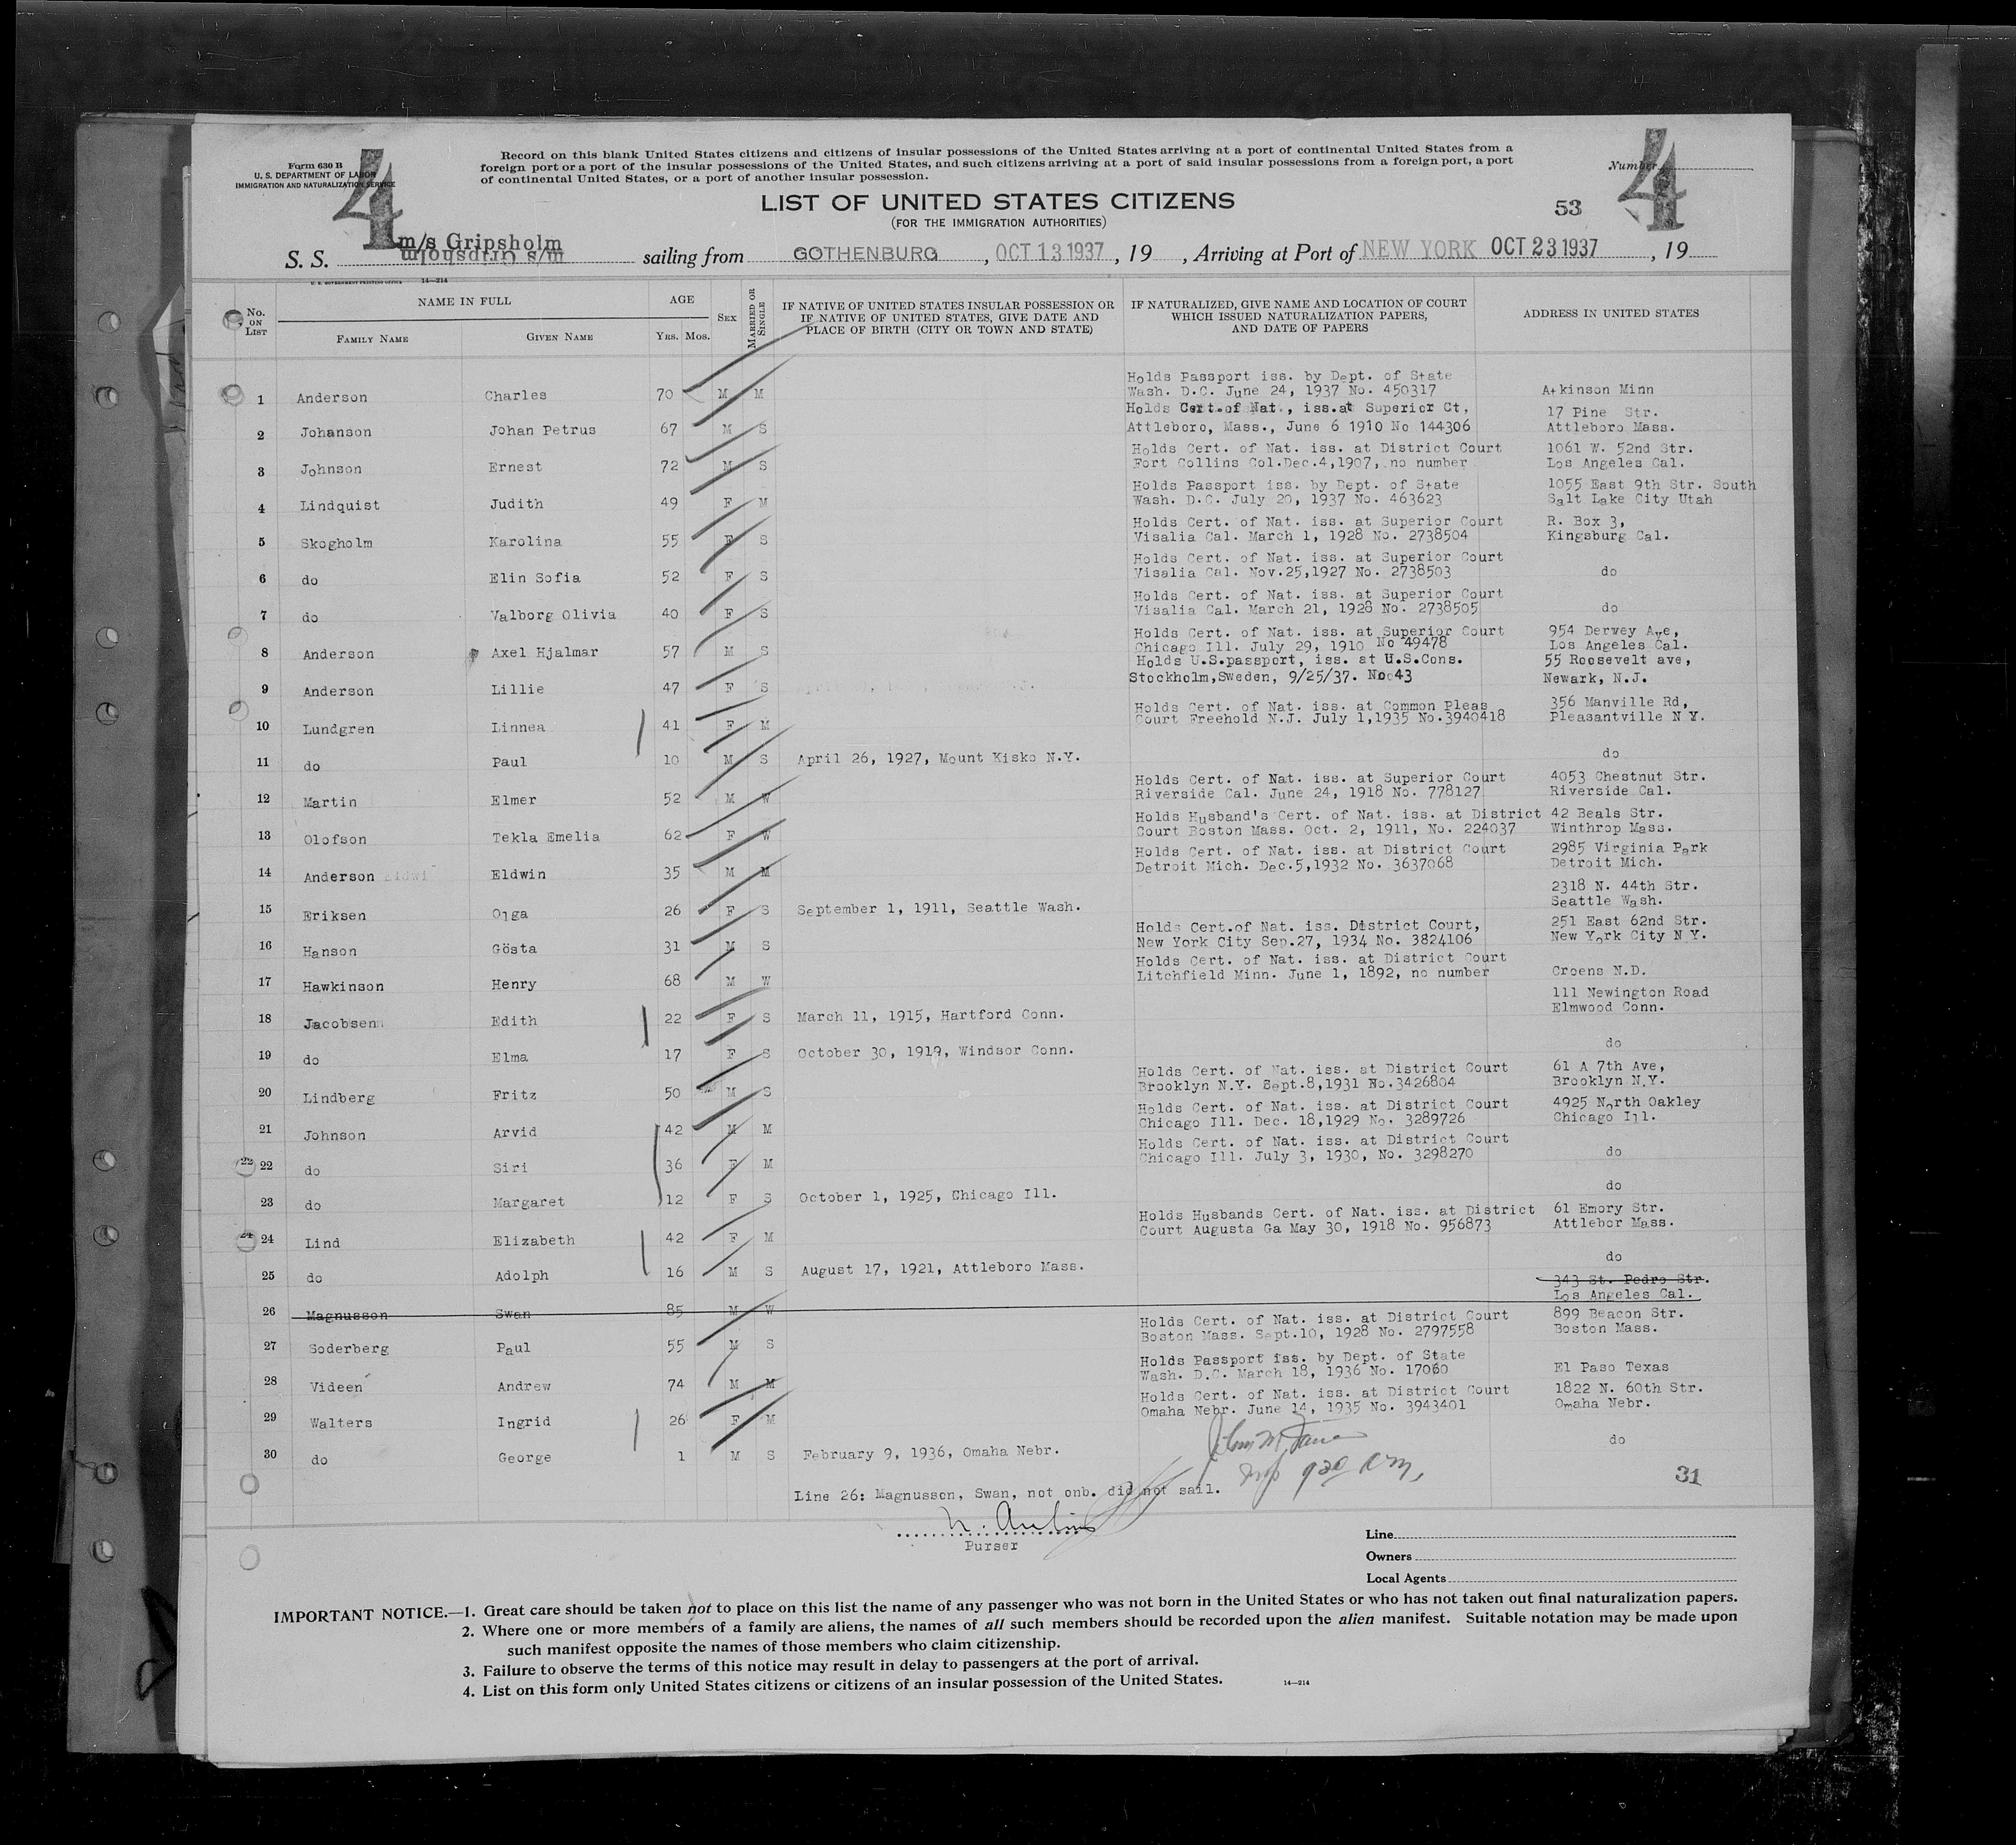 Form 630 B
U. S. DEPARTMENT OF LABOR
IMMIGRATION AND NATURALIZATION SERVICE
4
Record on this blank United States citizens and citizens of insular possessions of the United States arriving at a port of continental United States from a
foreign port or a port of the insular possessions of the United States, and such citizens arriving at a port of said insular possessions from a foreign port, a port
of continental United States, or a port of another insular possession.
Number
4
LIST OF UNITED STATES CITIZENS
(FOR THE IMMIGRATION AUTHORITIES)
53
S. S. m/s Gripsholm sailing from GOTHENBURG , OCT 13 1937 , 19 , Arriving at Port of NEW YORK OCT 23 1937 , 19
m/s Gripsholm
U. S. GOVERNMENT PRINTING OFFICE 14—214
No. ON LIST
NAME IN FULL
FAMILY NAME
GIVEN NAME
AGE
YRS. MOS.
SEX
MARRIED OR SINGLE
IF NATIVE OF UNITED STATES INSULAR POSSESSION OR
IF NATIVE OF UNITED STATES, GIVE DATE AND
PLACE OF BIRTH (CITY OR TOWN AND STATE)
IF NATURALIZED, GIVE NAME AND LOCATION OF COURT
WHICH ISSUED NATURALIZATION PAPERS,
AND DATE OF PAPERS
ADDRESS IN UNITED STATES
Holds Passport iss. by Dept. of State
1 Anderson Charles 70 M M Wash. D.C. June 24, 1937 No. 450317 Atkinson Minn
Holds Cert.of Nat., iss.at Superior Ct, 17 Pine Str.
2 Johanson Johan Petrus 67 M S Attleboro, Mass., June 6 1910 No 144306 Attleboro Mass.
Holds Cert. of Nat. iss. at District Court 1061 W. 52nd Str.
3 Johnson Ernest 72 M S Fort Collins Col.Dec.4,1907, no number Los Angeles Cal.
Holds Passport iss. by Dept. of State 1055 East 9th Str. South
4 Lindquist Judith 49 F M Wash. D.C. July 20, 1937 No. 463623 Salt Lake City Utah
Holds Cert. of Nat. iss. at Superior Court R. Box 3,
5 Skogholm Karolina 55 F S Visalia Cal. March 1, 1928 No. 2738504 Kingsburg Cal.
Holds Cert. of Nat. iss. at Superior Court
6 do Elin Sofia 52 F S Visalia Cal. Nov.25,1927 No. 2738503 do
Holds Cert. of Nat. iss. at Superior Court
7 do Valborg Olivia 40 F S Visalia Cal. March 21, 1928 No. 2738505 do
Holds Cert. of Nat. iss. at Superior Court 954 Derwey Ave,
8 Anderson Axel Hjalmar 57 M S Chicago Ill. July 29, 1910 No 49478 Los Angeles Cal.
Holds U.S.passport, iss. at U.S.Cons. 55 Roosevelt ave,
9 Anderson Lillie 47 F S Stockholm,Sweden, 9/25/37. No 43 Newark, N.J.
Holds Cert. of Nat. iss. at Common Pleas 356 Manville Rd,
10 Lundgren Linnea 41 F M Court Freehold N.J. July 1,1935 No.3940418 Pleasantville N Y.
11 do Paul 10 M S April 26, 1927, Mount Kisko N.Y. do
Holds Cert. of Nat. iss. at Superior Court 4053 Chestnut Str.
12 Martin Elmer 52 M W Riverside Cal. June 24, 1918 No. 778127 Riverside Cal.
Holds Husband's Cert. of Nat. iss. at District 42 Beals Str.
13 Olofson Tekla Emelia 62 F W Court Boston Mass. Oct. 2, 1911, No. 224037 Winthrop Mass.
Holds Cert. of Nat. iss. at District Court 2985 Virginia Park
14 Anderson Eldwin 35 M M Detroit Mich. Dec.5,1932 No. 3637068 Detroit Mich.
2318 N. 44th Str.
15 Eriksen Olga 26 F S September 1, 1911, Seattle Wash. Seattle Wash.
Holds Cert.of Nat. iss. District Court, 251 East 62nd Str.
16 Hanson Gösta 31 M S New York City Sep.27, 1934 No. 3824106 New York City N Y.
Holds Cert. of Nat. iss. at District Court
17 Hawkinson Henry 68 M W Litchfield Minn. June 1, 1892, no number Croens N.D.
111 Newington Road
18 Jacobsen Edith 22 F S March 11, 1915, Hartford Conn. Elmwood Conn.
19 do Elma 17 F S October 30, 1919, Windsor Conn. do
Holds Cert. of Nat. iss. at District Court 61 A 7th Ave,
20 Lindberg Fritz 50 M S Brooklyn N.Y. Sept.8,1931 No.3426804 Brooklyn N.Y.
Holds Cert. of Nat. iss. at District Court 4925 North Oakley
21 Johnson Arvid 42 M M Chicago Ill. Dec. 18,1929 No. 3289726 Chicago Ill.
Holds Cert. of Nat. iss. at District Court
22 22 do Siri 36 F M Chicago Ill. July 3, 1930, No. 3298270 do
23 do Margaret 12 F S October 1, 1925, Chicago Ill. do
Holds Husbands Cert. of Nat. iss. at District 61 Emory Str.
24 24 Lind Elizabeth 42 F M Court Augusta Ga May 30, 1918 No. 956873 Attlebor Mass.
25 do Adolph 16 M S August 17, 1921, Attleboro Mass. do
343 St. Pedro Str.
26 Magnusson Swan 85 M W Los Angeles Cal.
Holds Cert. of Nat. iss. at District Court 899 Beacon Str.
27 Soderberg Paul 55 M S Boston Mass. Sept.10, 1928 No. 2797558 Boston Mass.
Holds Passport iss. by Dept. of State
28 Videen Andrew 74 M M Wash. D.C. March 18, 1936 No. 17060 El Paso Texas
Holds Cert. of Nat. iss. at District Court 1822 N. 60th Str.
29 Walters Ingrid 26 F M Omaha Nebr. June 14, 1935 No. 3943401 Omaha Nebr.
30 do George 1 M S February 9, 1936, Omaha Nebr. do
930 AM,
31
Line 26: Magnusson, Swan, not onb. did not sail.
Purser
Line
Owners
Local Agents
IMPORTANT NOTICE.—1. Great care should be taken not to place on this list the name of any passenger who was not born in the United States or who has not taken out final naturalization papers.
2. Where one or more members of a family are aliens, the names of all such members should be recorded upon the alien manifest. Suitable notation may be made upon
such manifest opposite the names of those members who claim citizenship.
3. Failure to observe the terms of this notice may result in delay to passengers at the port of arrival.
4. List on this form only United States citizens or citizens of an insular possession of the United States.
14—214